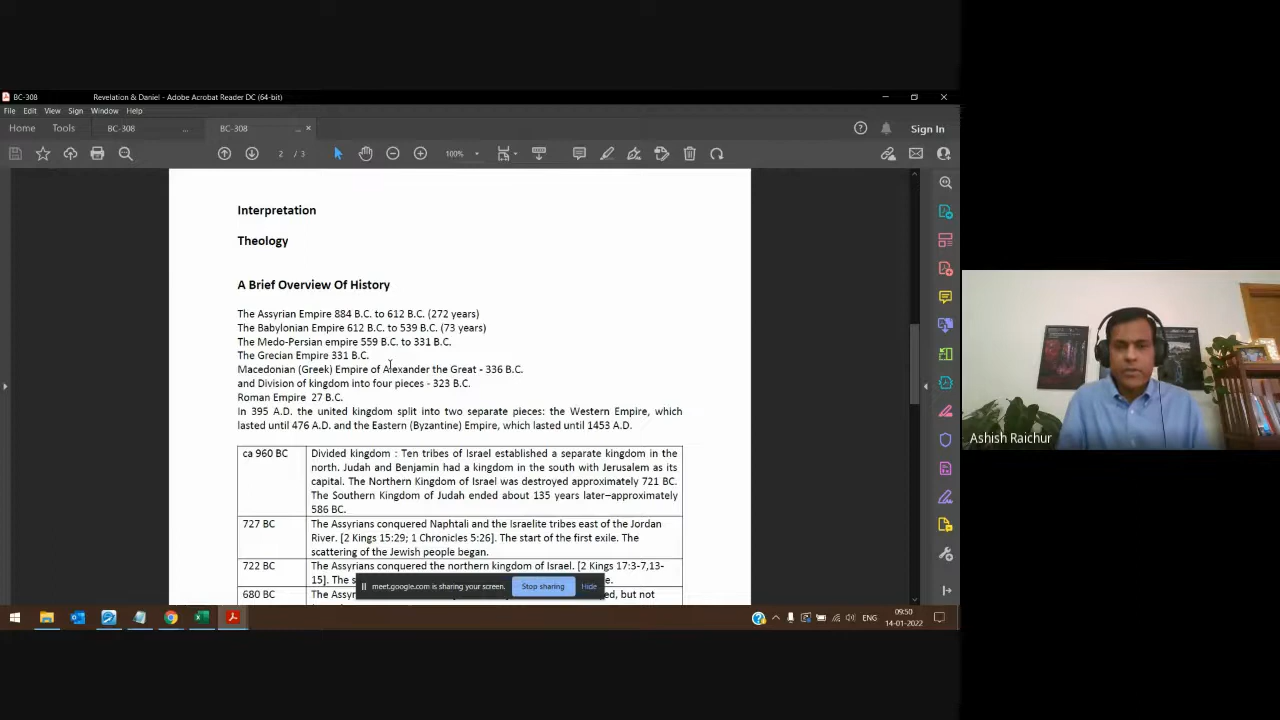 BC-308 Revelation & Daniel - Adobe Acrobat Reader DC (64-bit)
File Edit View Sign Window Help
Home Tools BC-308 ... BC-308 ... ×
Sign In
2 / 3 100%
Interpretation
Theology
A Brief Overview Of History
The Assyrian Empire 884 B.C. to 612 B.C. (272 years)
The Babylonian Empire 612 B.C. to 539 B.C. (73 years)
The Medo-Persian empire 559 B.C. to 331 B.C.
The Grecian Empire 331 B.C.
Macedonian (Greek) Empire of Alexander the Great - 336 B.C.
and Division of kingdom into four pieces - 323 B.C.
Roman Empire 27 B.C.
In 395 A.D. the united kingdom split into two separate pieces: the Western Empire, which
lasted until 476 A.D. and the Eastern (Byzantine) Empire, which lasted until 1453 A.D.
ca 960 BC Divided kingdom : Ten tribes of Israel established a separate kingdom in the
north. Judah and Benjamin had a kingdom in the south with Jerusalem as its
capital. The Northern Kingdom of Israel was destroyed approximately 721 BC.
The Southern Kingdom of Judah ended about 135 years later–approximately
586 BC.
727 BC The Assyrians conquered Naphtali and the Israelite tribes east of the Jordan
River. [2 Kings 15:29; 1 Chronicles 5:26]. The start of the first exile. The
scattering of the Jewish people began.
722 BC The Assyrians conquered the northern kingdom of Israel. [2 Kings 17:3-7,13-
15]. The
680 BC The but not
meet.google.com is sharing your screen. Stop sharing Hide
Ashish Raichur
ENG 09:50
14-01-2022